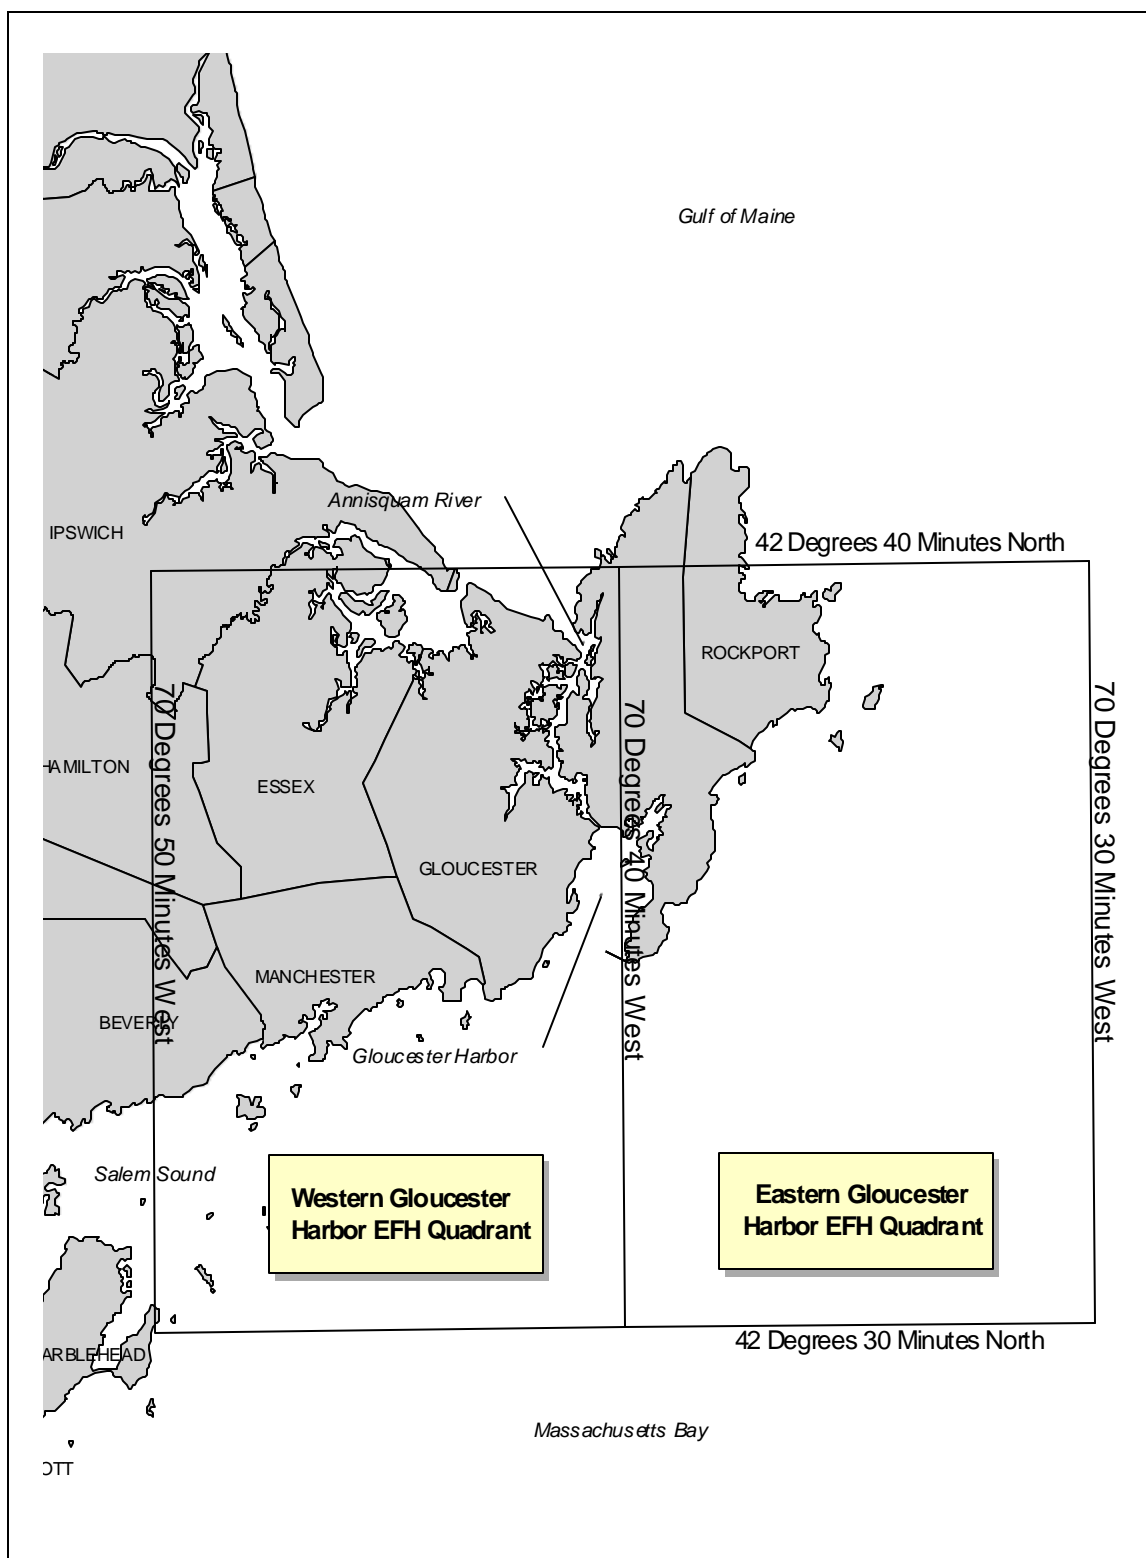 Gulf of Maine
Annisquam River
IPSWICH
42 Degrees 40 Minutes North
ROCKPORT
70 Degrees 50 Minutes West
70 Degrees 40 Minutes West
70 Degrees 30 Minutes West
HAMILTON
ESSEX
GLOUCESTER
MANCHESTER
BEVERLY
Gloucester Harbor
Salem Sound
Western Gloucester
Harbor EFH Quadrant
Eastern Gloucester
Harbor EFH Quadrant
42 Degrees 30 Minutes North
ARBLEHEAD
Massachusetts Bay
OTT